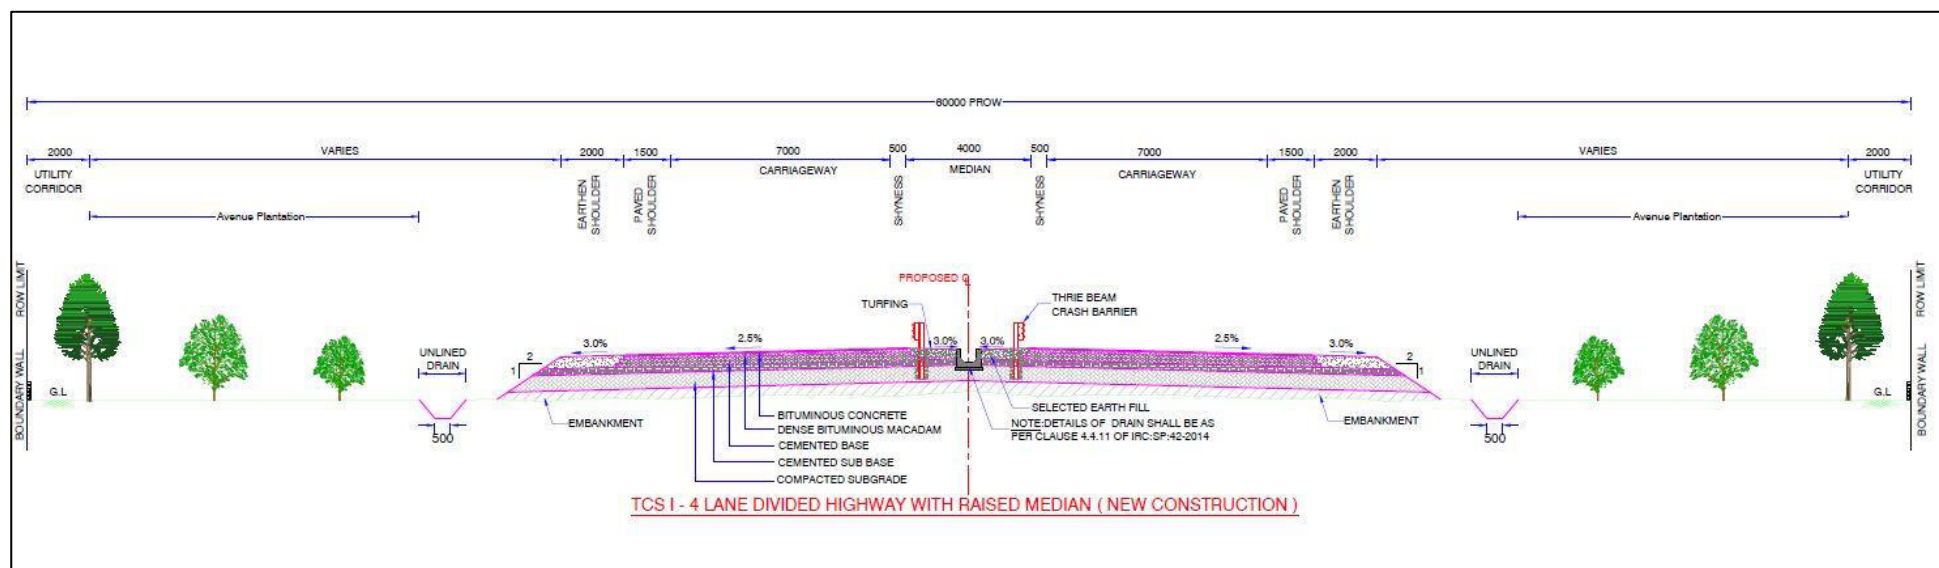 60000 PROW
2000
VARIES
2000
1500
7000
500
4000
500
7000
1500
2000
VARIES
2000
UTILITY
CORRIDOR
EARTHEN
SHOULDER
PAVED
SHOULDER
CARRIAGEWAY
SHYNESS
MEDIAN
SHYNESS
CARRIAGEWAY
PAVED
SHOULDER
EARTHEN
SHOULDER
UTILITY
CORRIDOR
Avenue Plantation
Avenue Plantation
BOUNDARY WALL ROW LIMIT
PROPOSED ℄
TURFING
THRIE BEAM
CRASH BARRIER
BOUNDARY WALL ROW LIMIT
UNLINED
DRAIN
2
1
3.0%
2.5%
3.0%
3.0%
2.5%
3.0%
2
1
UNLINED
DRAIN
G.L
G.L
500
EMBANKMENT
BITUMINOUS CONCRETE
DENSE BITUMINOUS MACADAM
CEMENTED BASE
CEMENTED SUB BASE
COMPACTED SUBGRADE
SELECTED EARTH FILL
NOTE:DETAILS OF DRAIN SHALL BE AS
PER CLAUSE 4.4.11 OF IRC:SP:42-2014
EMBANKMENT
500
TCS I - 4 LANE DIVIDED HIGHWAY WITH RAISED MEDIAN ( NEW CONSTRUCTION )